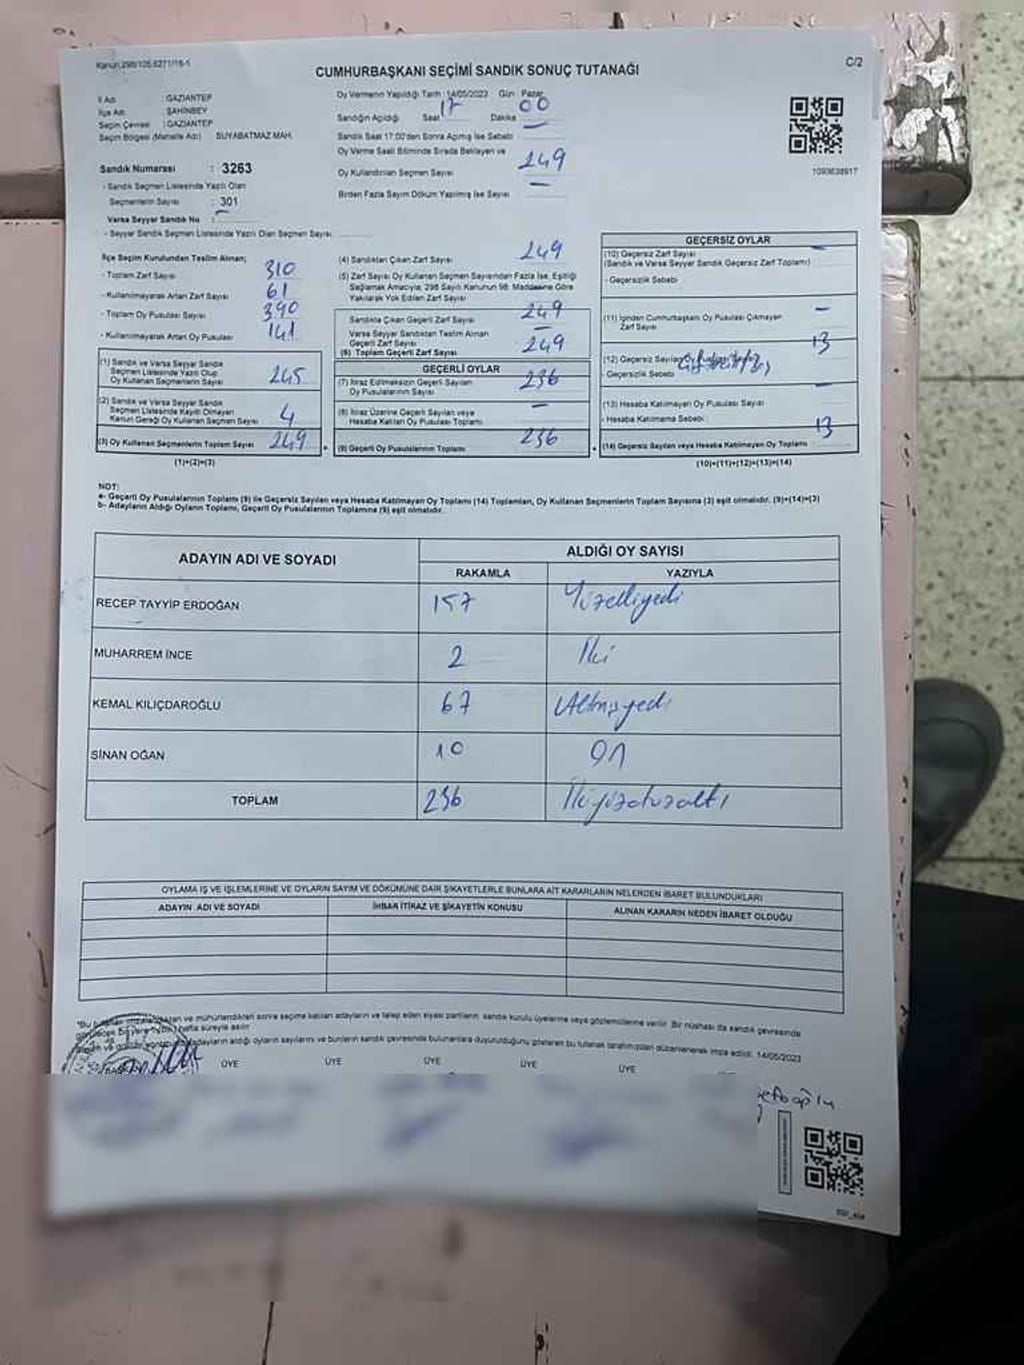 Kanun:298/105,6271/16-1
C/2
CUMHURBAŞKANI SEÇİMİ SANDIK SONUÇ TUTANAĞI
İl Adı : GAZİANTEP
İlçe Adı : ŞAHİNBEY
Seçim Çevresi : GAZİANTEP
Seçim Bölgesi (Mahalle Adı) SUYABATMAZ MAH.
Oy Vermenin Yapıldığı Tarih : 14/05/2023 Gün : Pazar
Sandığın Açıldığı Saat 17 Dakika 00
Sandık Saat 17:00'den Sonra Açmış İse Sebebi —
Oy Verme Saati Bitiminde Sırada Bekleyen ve
Oy Kullandırılan Seçmen Sayısı 249
Birden Fazla Sayım Döküm Yapılmış İse Sayısı —
1093638917
Sandık Numarası : 3263
- Sandık Seçmen Listesinde Yazılı Olan
Seçmenlerin Sayısı : 301
Varsa Seyyar Sandık No : —
- Seyyar Sandık Seçmen Listesinde Yazılı Olan Seçmen Sayısı
İlçe Seçim Kurulundan Teslim Alınan;
- Toplam Zarf Sayısı 310
- Kullanılmayarak Artan Zarf Sayısı 61
- Toplam Oy Pusulası Sayısı 390
- Kullanılmayarak Artan Oy Pusulası 141
(1) Sandık ve Varsa Seyyar Sandık
Seçmen Listesinde Yazılı Olup
Oy Kullanan Seçmenlerin Sayısı 245
(2) Sandık ve Varsa Seyyar Sandık
Seçmen Listesinde Kayıtlı Olmayan
Kanun Gereği Oy Kullanan Seçmen Sayısı 4
(3) Oy Kullanan Seçmenlerin Toplam Sayısı 249
(1)+(2)=(3)
(4) Sandıktan Çıkan Zarf Sayısı 249
(5) Zarf Sayısı Oy Kullanan Seçmen Sayısından Fazla İse, Eşitliği
Sağlamak Amacıyla; 298 Sayılı Kanunun 98. Maddesine Göre
Yakılarak Yok Edilen Zarf Sayısı
Sandıkta Çıkan Geçerli Zarf Sayısı 249
Varsa Seyyar Sandıktan Teslim Alınan
Geçerli Zarf Sayısı —
(6) Toplam Geçerli Zarf Sayısı 249
GEÇERLİ OYLAR
(7) İtiraz Edilmeksizin Geçerli Sayılan
Oy Pusulalarının Sayısı 236
(8) İtiraz Üzerine Geçerli Sayılan veya
Hesaba Katılan Oy Pusulası Toplamı —
(9) Geçerli Oy Pusulalarının Toplamı 236
GEÇERSİZ OYLAR
(10) Geçersiz Zarf Sayısı —
(Sandık ve Varsa Seyyar Sandık Geçersiz Zarf Toplamı)
- Geçersizlik Sebebi
(11) İçinden Cumhurbaşkanı Oy Pusulası Çıkmayan
Zarf Sayısı —
(12) Geçersiz Sayılan Oy 13
- Geçersizlik Sebebi
(13) Hesaba Katılmayan Oy Pusulası Sayısı —
- Hesaba Katılmama Sebebi
(14) Geçersiz Sayılan veya Hesaba Katılmayan Oy Toplamı 13
(10)+(11)+(12)+(13)=(14)
NOT:
a- Geçerli Oy Pusulalarının Toplamı (9) ile Geçersiz Sayılan veya Hesaba Katılmayan Oy Toplamı (14) Toplamları, Oy Kullanan Seçmenlerin Toplam Sayısına (3) eşit olmalıdır. (9)+(14)=(3)
b- Adayların Aldığı Oyların Toplamı, Geçerli Oy Pusulalarının Toplamına (9) eşit olmalıdır.
ADAYIN ADI VE SOYADI
ALDIĞI OY SAYISI
RAKAMLA YAZIYLA
RECEP TAYYİP ERDOĞAN 157 Yüzelliyedi
MUHARREM İNCE 2 İki
KEMAL KILIÇDAROĞLU 67 Altmışyedi
SİNAN OĞAN 10 On
TOPLAM 236 İkiyüzotuzaltı
OYLAMA İŞ VE İŞLEMLERİNE VE OYLARIN SAYIM VE DÖKÜMÜNE DAİR ŞİKAYETLERLE BUNLARA AİT KARARLARIN NELERDEN İBARET BULUNDUKLARI
ADAYIN ADI VE SOYADI İHBAR İTİRAZ VE ŞİKAYETİN KONUSU ALINAN KARARIN NEDEN İBARET OLDUĞU
ve mühürlendikten sonra seçime katılan adayların ve talep eden siyasi partilerin sandık kurulu üyelerine veya gözlemcilerine verilir. Bir nüshası da sandık çevresinde
hafta süreyle asılır
adayların aldığı oyların sayılarını ve bunların sandık çevresinde bulunanlara duyurulduğunu gösteren bu tutanak tarafımızdan düzenlenerek imza edildi. 14/05/2023
ÜYE ÜYE ÜYE ÜYE ÜYE